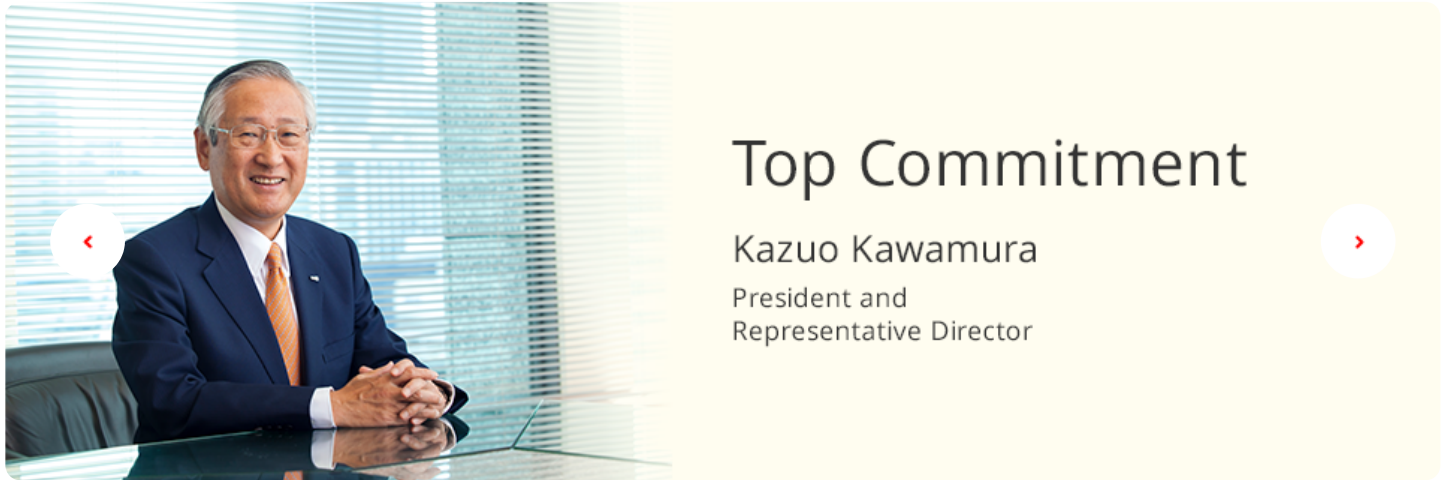 Top Commitment
Kazuo Kawamura
President and
Representative Director